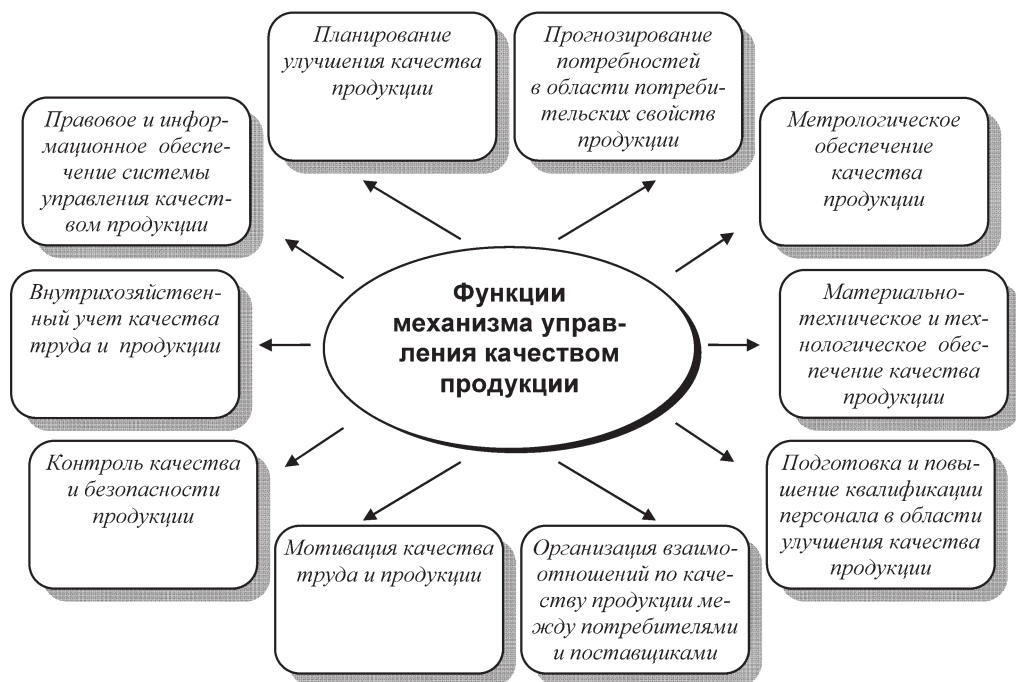 Планирование
улучшения качества
продукции
Прогнозирование
потребностей
в области потреби-
тельских свойств
продукции
Правовое и инфор-
мационное обеспе-
чение системы
управления качест-
вом продукции
Метрологическое
обеспечение
качества
продукции
Функции
механизма управ-
ления качеством
продукции
Внутрихозяйствен-
ный учет качества
труда и продукции
Материально-
техническое и тех-
нологическое обес-
печение качества
продукции
Контроль качества
и безопасности
продукции
Подготовка и повы-
шение квалификации
персонала в области
улучшения качества
продукции
Мотивация качества
труда и продукции
Организация взаимо-
отношений по каче-
ству продукции ме-
жду потребителями
и поставщиками